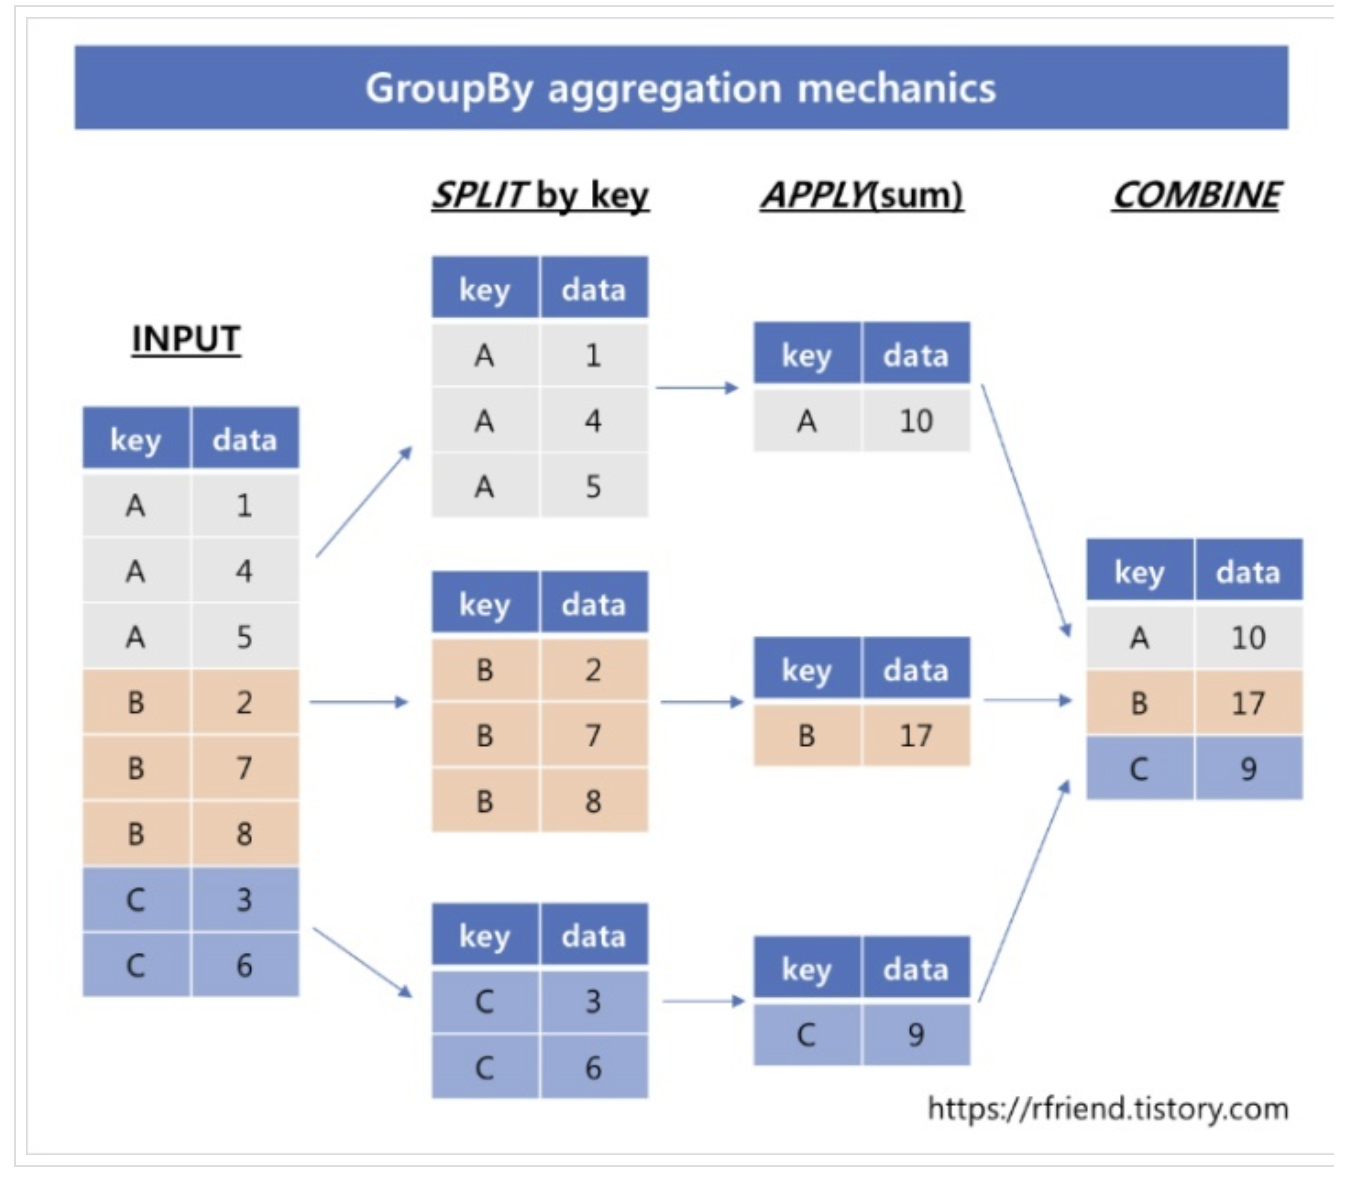 GroupBy aggregation mechanics
INPUT
key data
A 1
A 4
A 5
B 2
B 7
B 8
C 3
C 6
SPLIT by key
key data
A 1
A 4
A 5
key data
B 2
B 7
B 8
key data
C 3
C 6
APPLY(sum)
key data
A 10
key data
B 17
key data
C 9
COMBINE
key data
A 10
B 17
C 9
https://rfriend.tistory.com